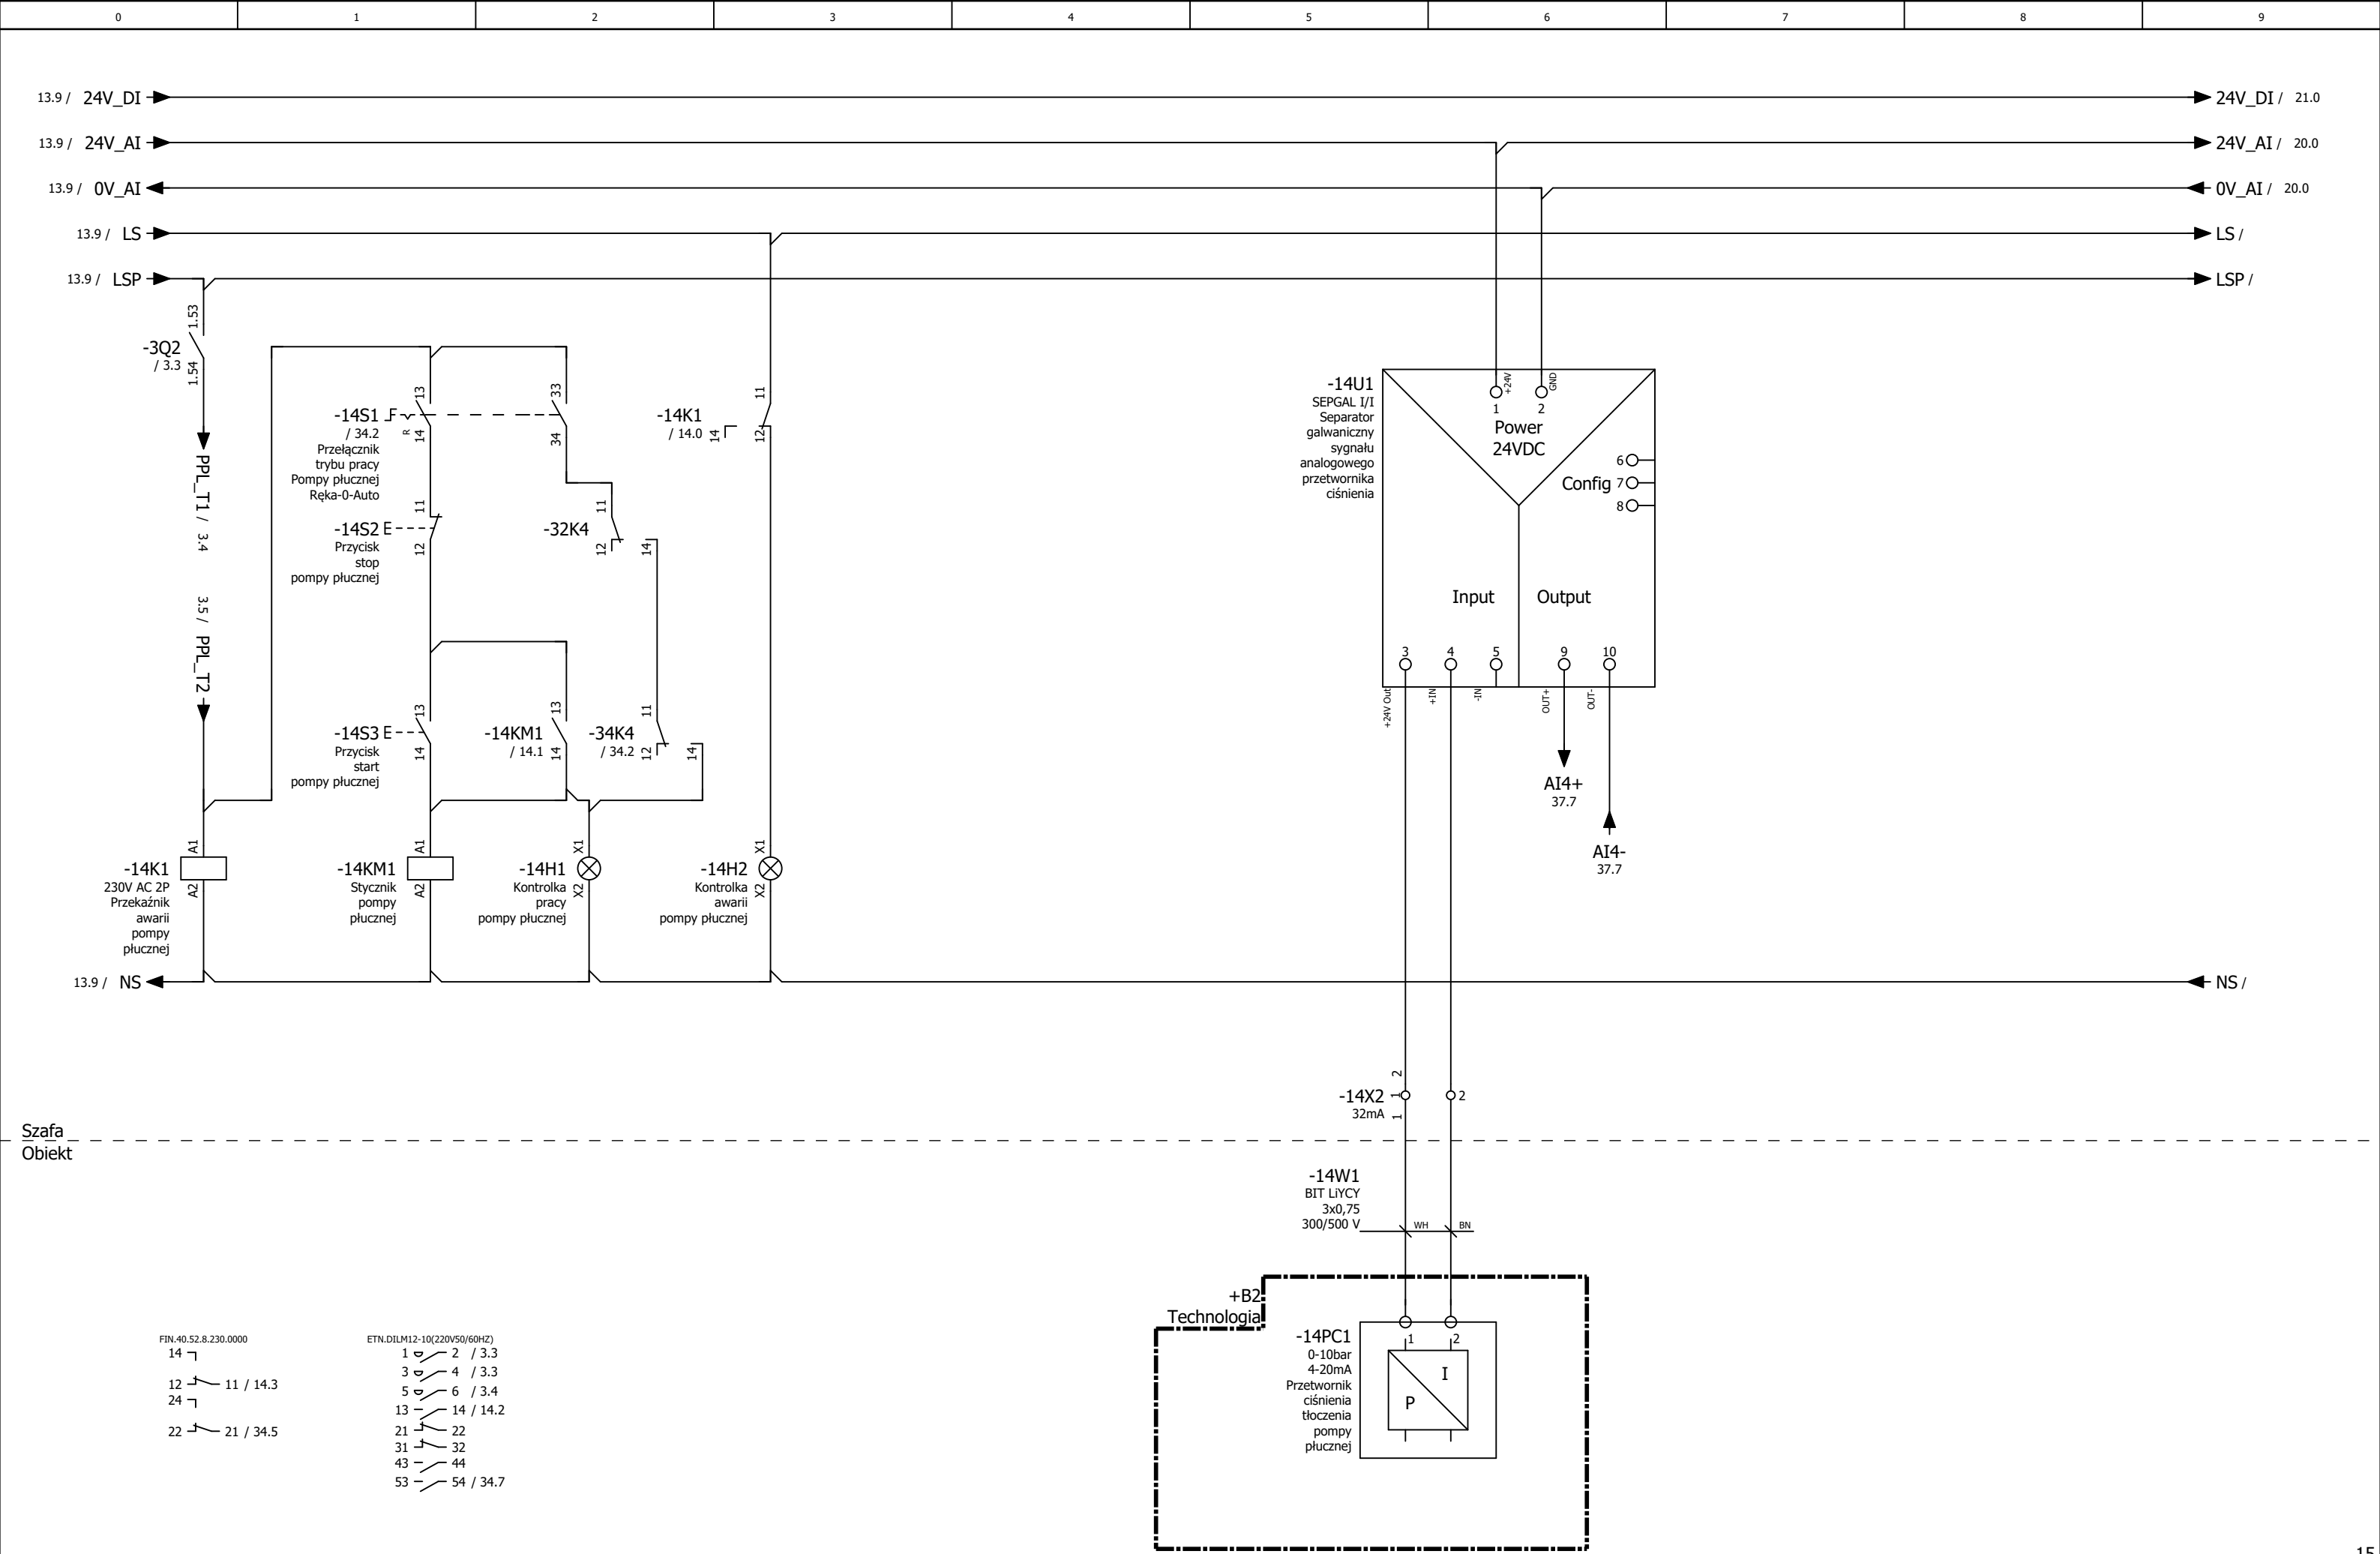 0 1 2 3 4 5 6 7 8 9
13.9 / 24V_DI
24V_DI / 21.0
13.9 / 24V_AI
24V_AI / 20.0
13.9 / 0V_AI
0V_AI / 20.0
13.9 / LS
LS /
13.9 / LSP
LSP /
1.53
-3Q2
/ 3.3
1.54
PPL_T1 / 3.4
3.5 / PPL_T2
13
-14S1
/ 34.2
R
14
Przełącznik
trybu pracy
Pompy płucznej
Ręka-0-Auto
33
34
11
-14S2 E
12
Przycisk
stop
pompy płucznej
11
-32K4
12
14
13
-14S3 E
14
Przycisk
start
pompy płucznej
13
-14KM1
/ 14.1
14
11
-34K4
/ 34.2
12
14
11
-14K1
/ 14.0
14
12
A1
-14K1
A2
230V AC 2P
Przekaźnik
awarii
pompy
płucznej
A1
-14KM1
A2
Stycznik
pompy
płucznej
X1
-14H1
X2
Kontrolka
pracy
pompy płucznej
X1
-14H2
X2
Kontrolka
awarii
pompy płucznej
13.9 / NS
NS /
-14U1
SEPGAL I/I
Separator
galwaniczny
sygnału
analogowego
przetwornika
ciśnienia
+24V
GND
1 2
Power
24VDC
6
Config 7
8
Input Output
3 4 5 9 10
+24V Out
+IN
-IN
OUT+
OUT-
AI4+
37.7
AI4-
37.7
2
-14X2 1 2
32mA 1
Szafa
Obiekt
-14W1
BIT LiYCY
3x0,75
300/500 V
WH BN
+B2
Technologia
-14PC1
0-10bar
4-20mA
Przetwornik
ciśnienia
tłoczenia
pompy
płucznej
1 2
I
P
FIN.40.52.8.230.0000
14
12 11 / 14.3
24
22 21 / 34.5
ETN.DILM12-10(220V50/60HZ)
1 2 / 3.3
3 4 / 3.3
5 6 / 3.4
13 14 / 14.2
21 22
31 32
43 44
53 54 / 34.7